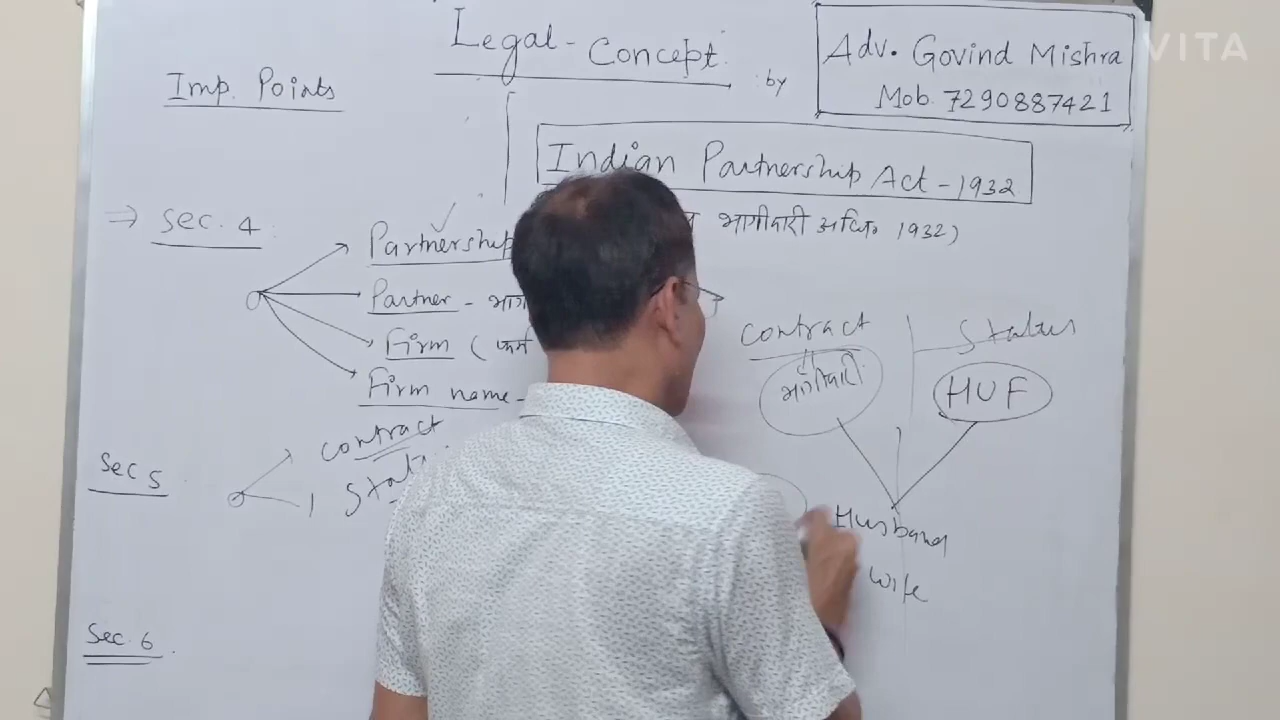 Legal - Concept.
by
Adv. Govind Mishra
Mob. 7290887421
VITA
Imp. Points
Indian Partnership Act - 1932
भागीदारी अधि० 1932)
⇒ Sec. 4 :
Partnership ✓
Partner - भाग
Firm ( फर्म
Firm name -
Sec 5
contract
Sec. 6
contract
भागीदारी
Status
HUF
Husband
Wife